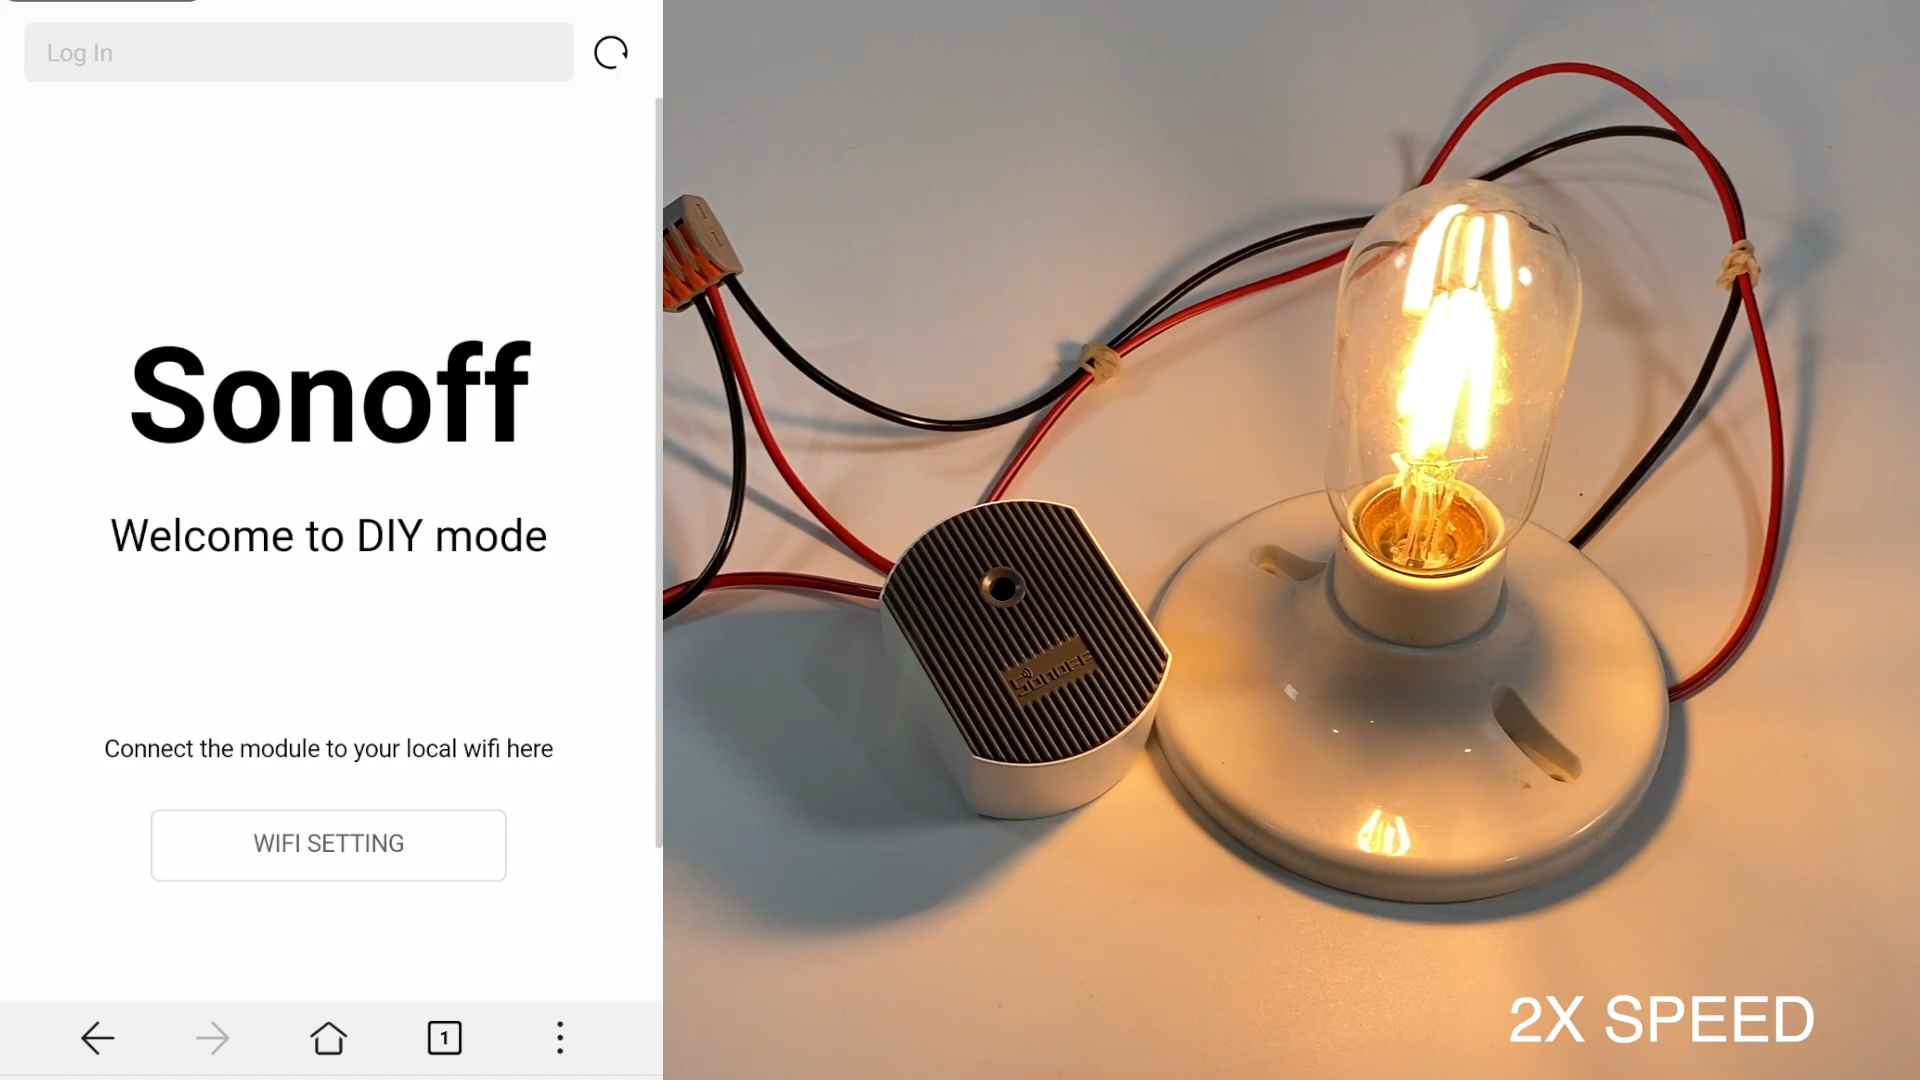 Log In
Sonoff
Welcome to DIY mode
Connect the module to your local wifi here
WIFI SETTING
1
SONOFF
2X SPEED